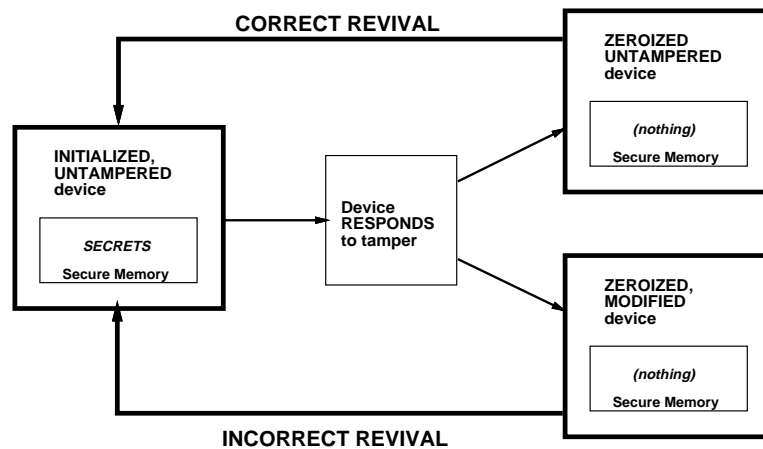 CORRECT REVIVAL
ZEROIZED
UNTAMPERED
device
(nothing)
Secure Memory
INITIALIZED,
UNTAMPERED
device
SECRETS
Secure Memory
Device
RESPONDS
to tamper
ZEROIZED,
MODIFIED
device
(nothing)
Secure Memory
INCORRECT REVIVAL